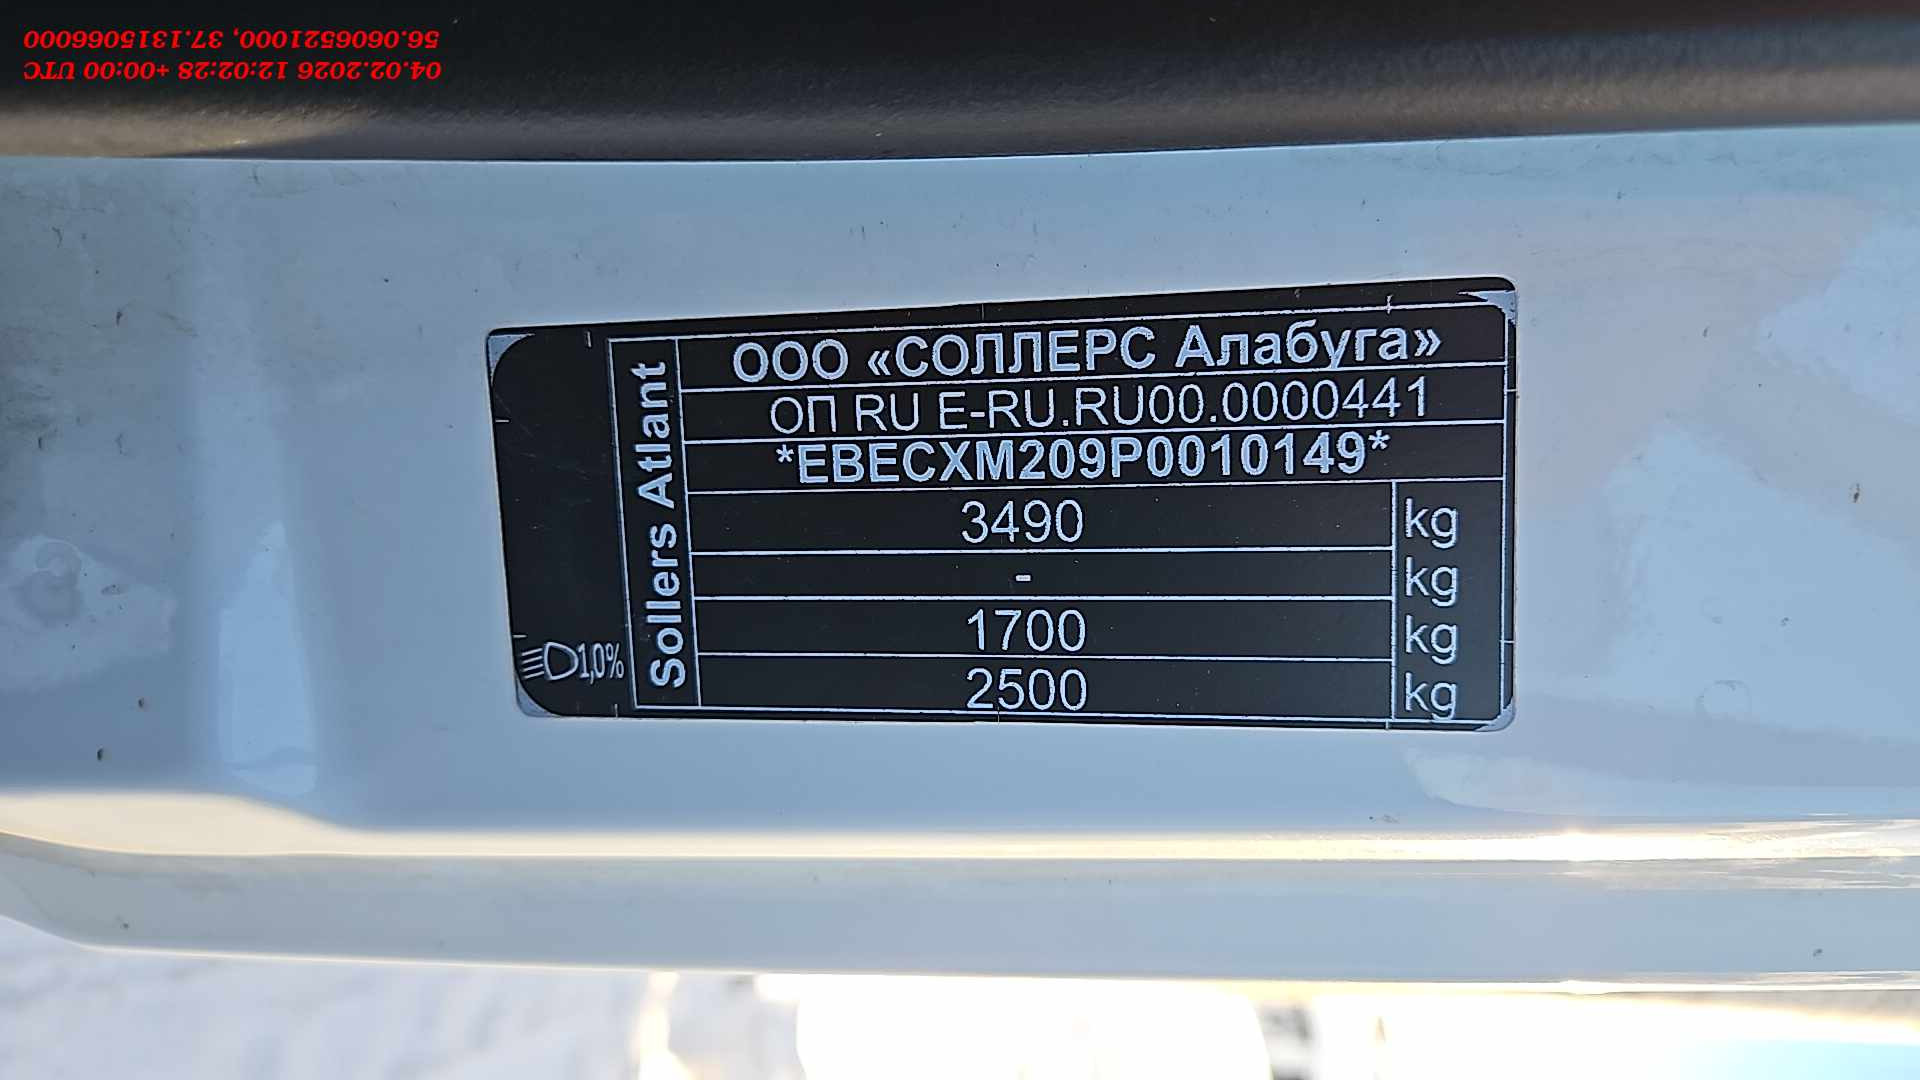 04.02.2026 12:02:28 +00:00 UTC
56.0606521000, 37.1315066000
ООО «СОЛЛЕРС Алабуга»
ОП RU E-RU.RU00.0000441
*EBECXM209P0010149*
3490 kg
- kg
1700 kg
2500 kg
Sollers Atlant
1,0%